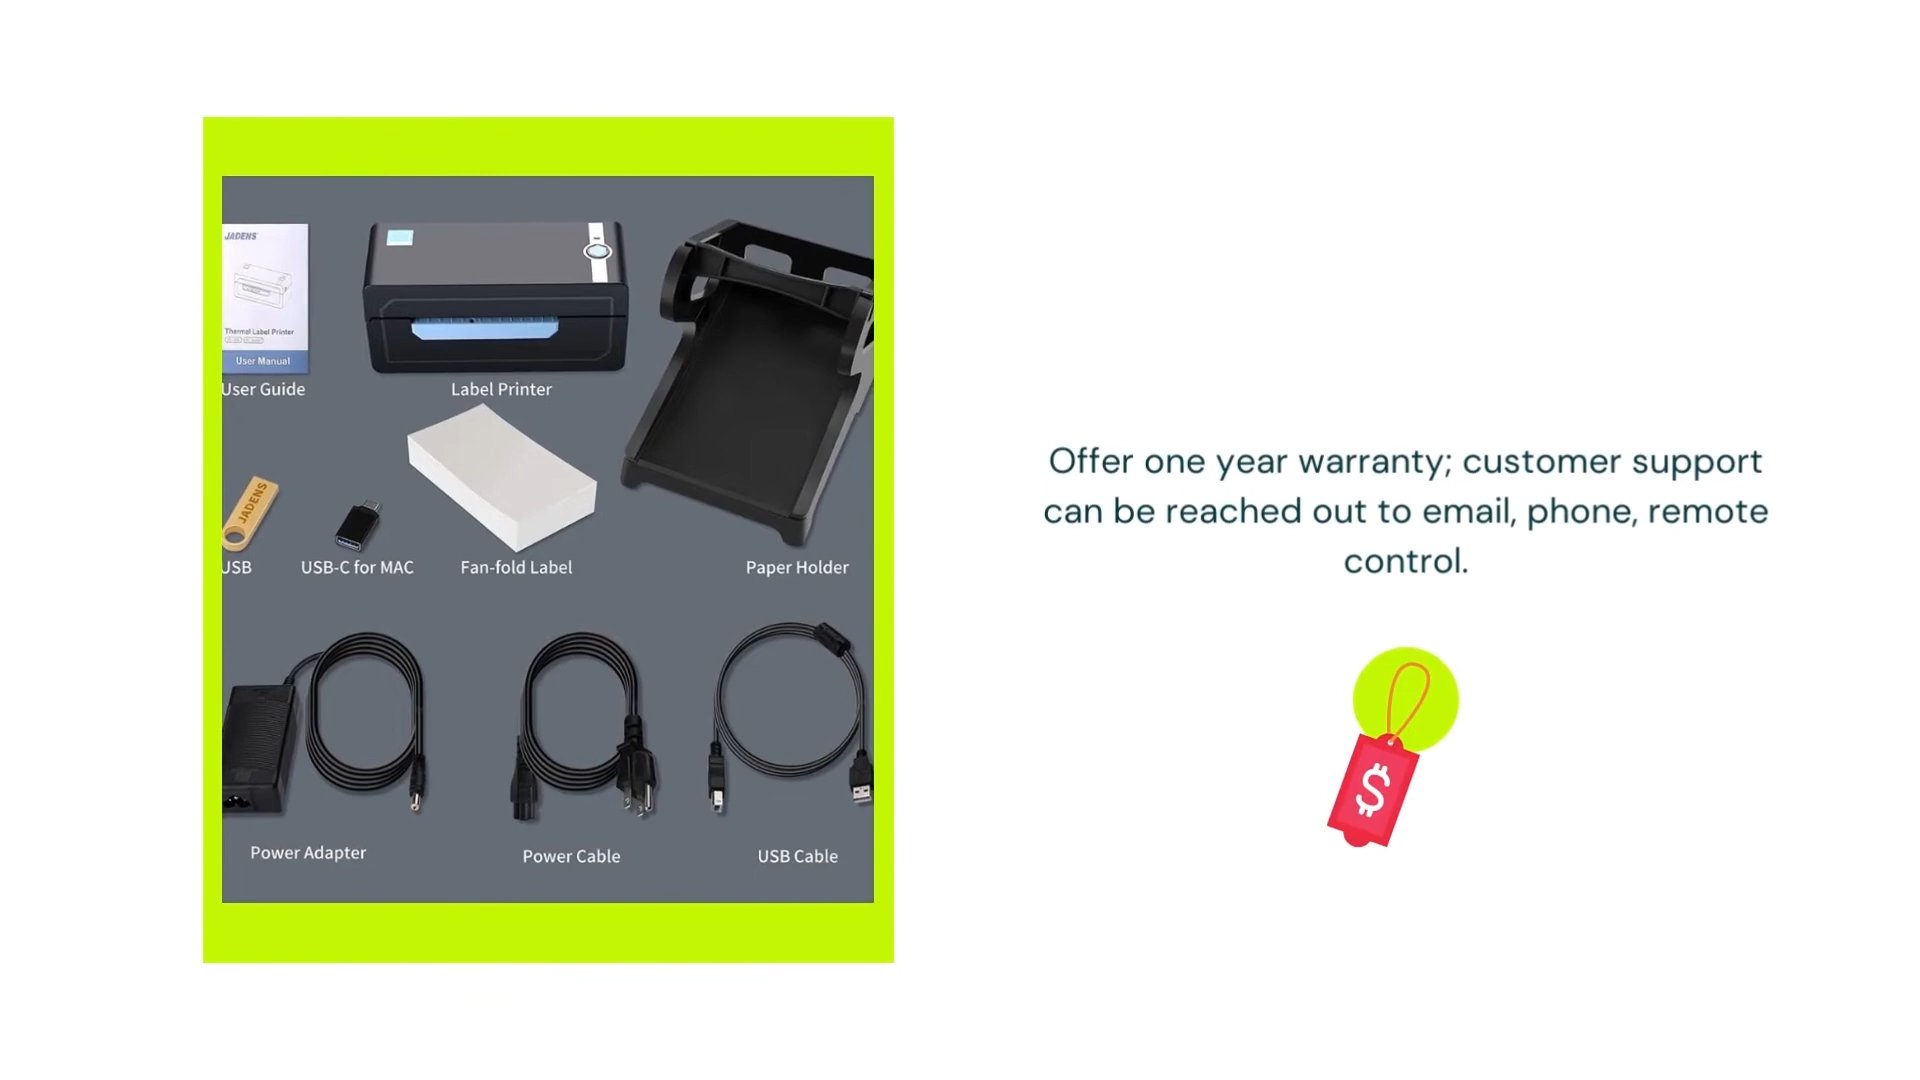 JADENS
Thermal Label Printer
User Manual
User Guide
Label Printer
JADENS
USB
USB-C for MAC
Fan-fold Label
Paper Holder
Power Adapter
Power Cable
USB Cable
Offer one year warranty; customer support
can be reached out to email, phone, remote
control.
$